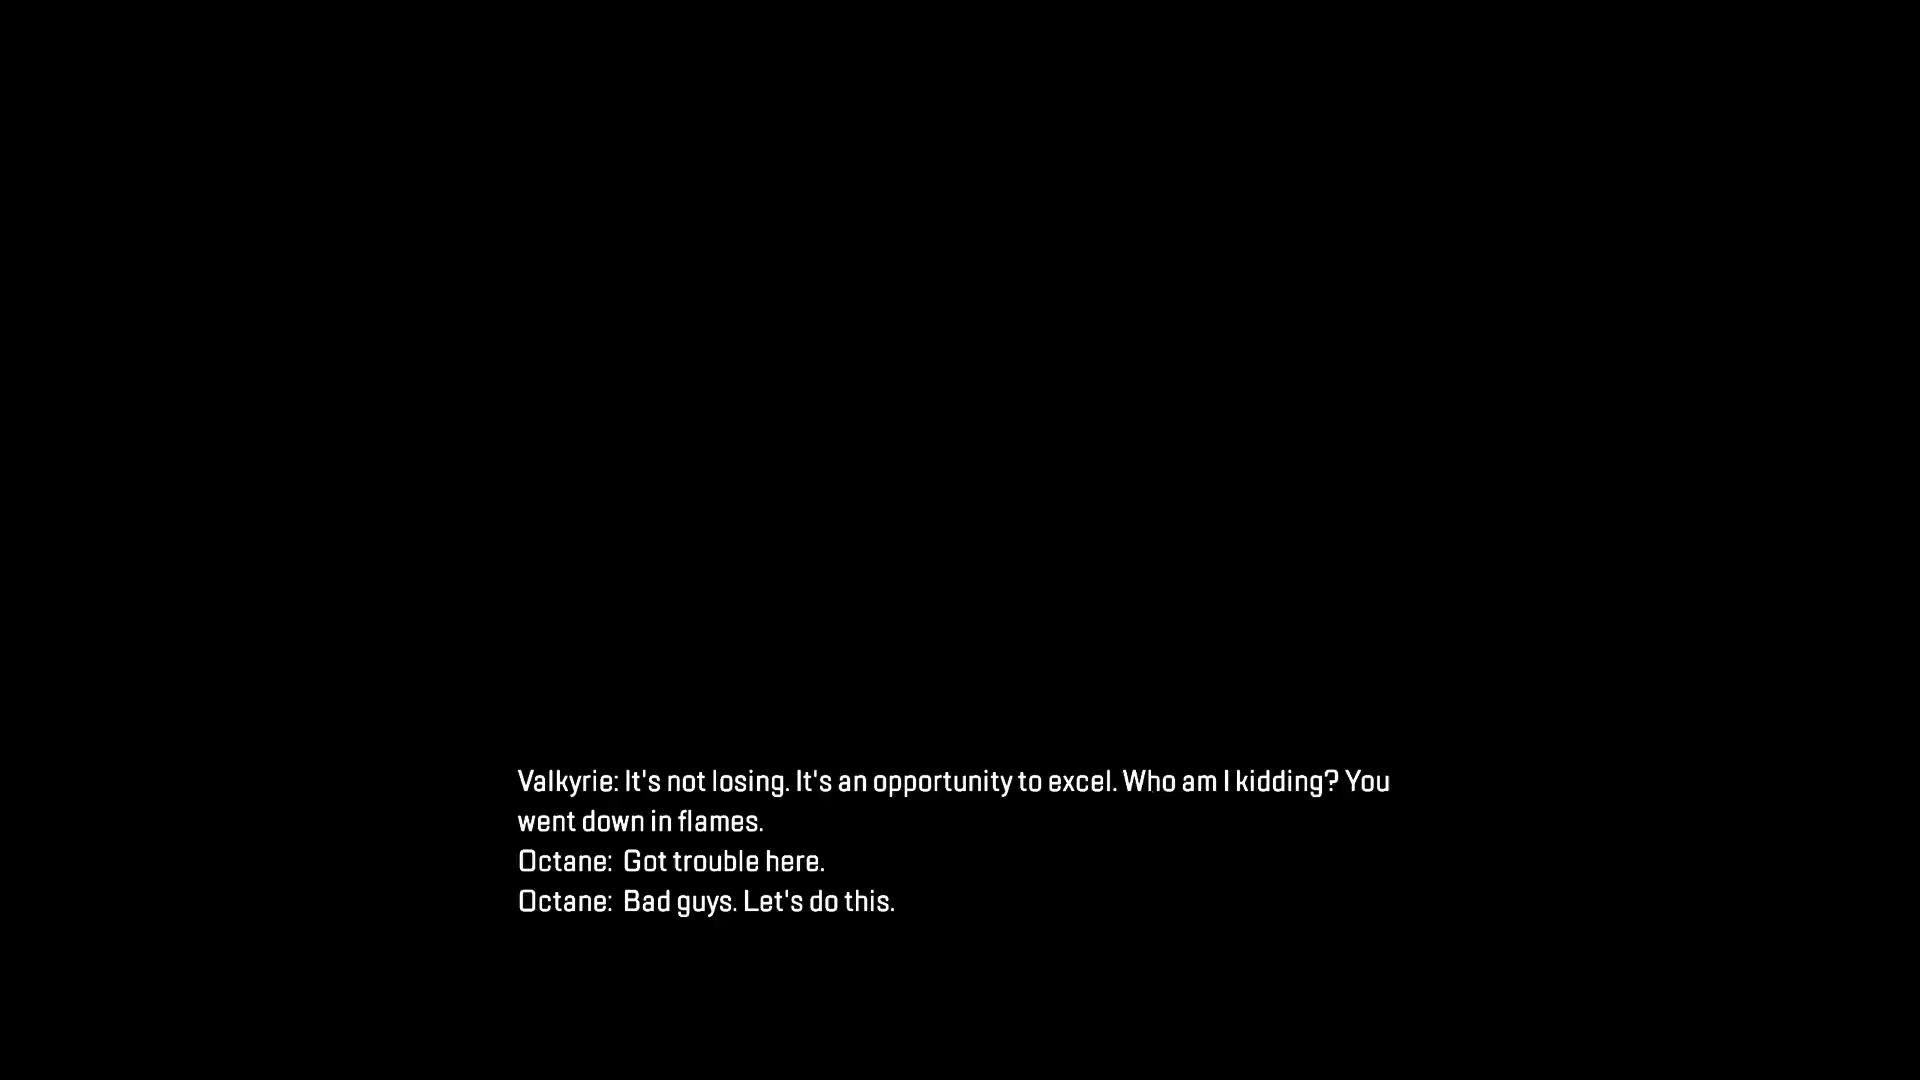 Valkyrie: It's not losing. It's an opportunity to excel. Who am I kidding? You
went down in flames.
Octane:  Got trouble here.
Octane:  Bad guys. Let's do this.